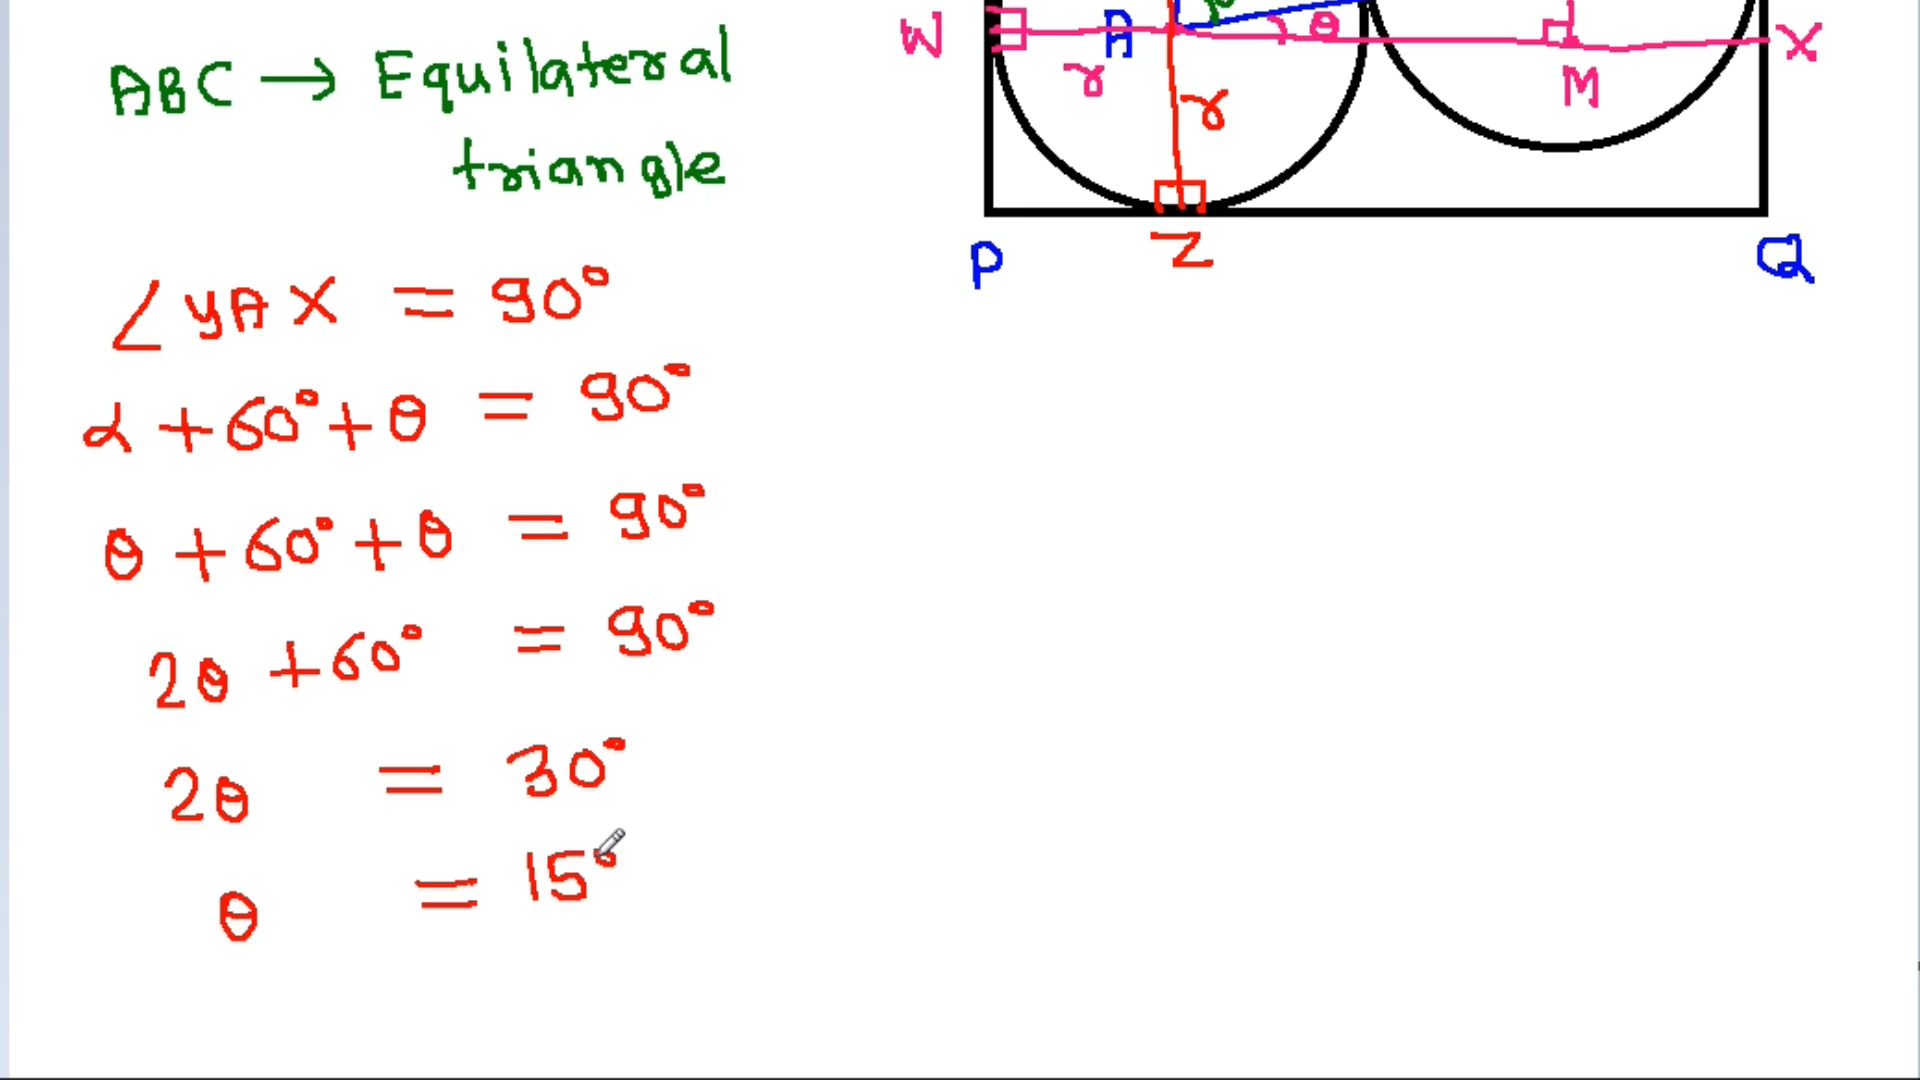 ABC → Equilateral
triangle
∠YAX = 90°
α + 60° + θ = 90°
θ + 60° + θ = 90°
2θ + 60° = 90°
2θ = 30°
θ = 15°
W A θ X
r r M
Z
P Q